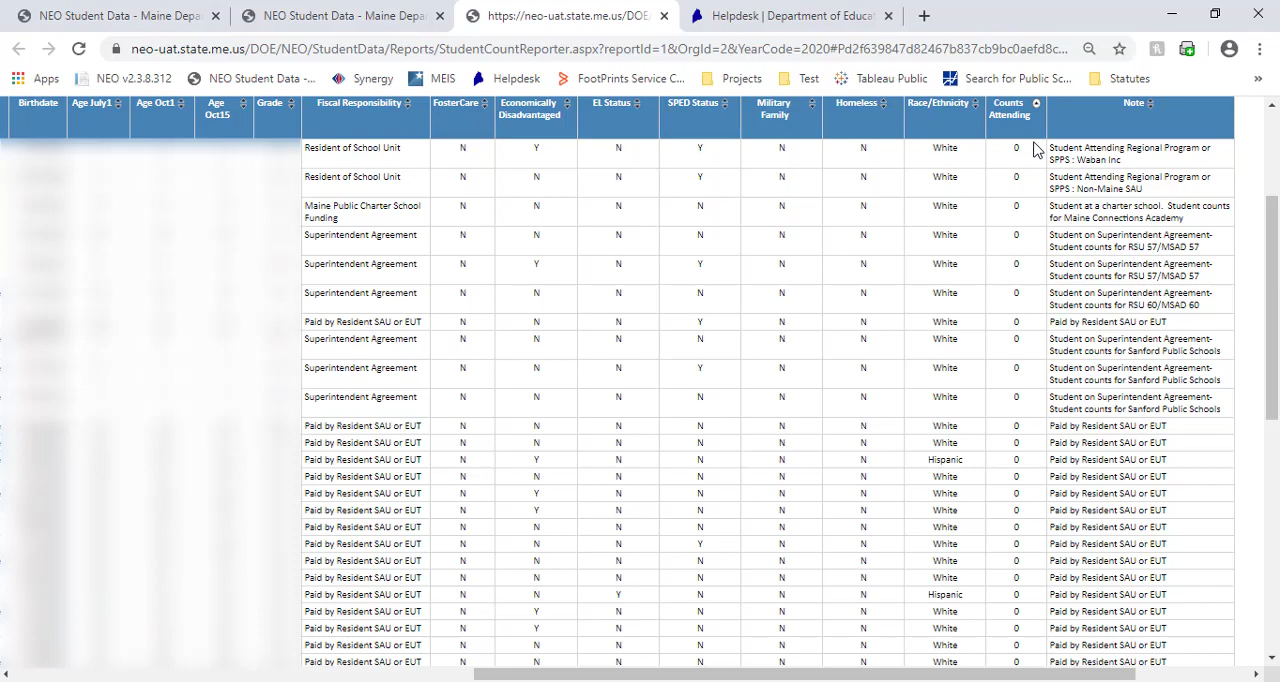 NEO Student Data - Maine Depa × NEO Student Data - Maine Depar × https://neo-uat.state.me.us/DOE/ × Helpdesk | Department of Educat × +
neo-uat.state.me.us/DOE/NEO/StudentData/Reports/StudentCountReporter.aspx?reportId=1&OrgId=2&YearCode=2020#Pd2f639847d82467b837cb9bc0aefd8c...
Apps NEO v2.3.8.312 NEO Student Data -... Synergy MEIS Helpdesk FootPrints Service C... Projects Test Tableau Public Search for Public Sc... Statutes »
Birthdate Age July1 Age Oct1 Age Grade Fiscal Responsibility FosterCare Economically EL Status SPED Status Military Homeless Race/Ethnicity Counts Note
Oct15 Disadvantaged Family Attending
Resident of School Unit N Y N Y N N White 0 Student Attending Regional Program or
SPPS : Waban Inc
Resident of School Unit N N N Y N N White 0 Student Attending Regional Program or
SPPS : Non-Maine SAU
Maine Public Charter School N N N N N N White 0 Student at a charter school. Student counts
Funding for Maine Connections Academy
Superintendent Agreement N N N N N N White 0 Student on Superintendent Agreement-
Student counts for RSU 57/MSAD 57
Superintendent Agreement N Y N Y N N White 0 Student on Superintendent Agreement-
Student counts for RSU 57/MSAD 57
Superintendent Agreement N N N N N N White 0 Student on Superintendent Agreement-
Student counts for RSU 60/MSAD 60
Paid by Resident SAU or EUT N N N Y N N White 0 Paid by Resident SAU or EUT
Superintendent Agreement N N N N N N White 0 Student on Superintendent Agreement-
Student counts for Sanford Public Schools
Superintendent Agreement N N N Y N N White 0 Student on Superintendent Agreement-
Student counts for Sanford Public Schools
Superintendent Agreement N N N N N N White 0 Student on Superintendent Agreement-
Student counts for Sanford Public Schools
Paid by Resident SAU or EUT N N N N N N White 0 Paid by Resident SAU or EUT
Paid by Resident SAU or EUT N N N N N N White 0 Paid by Resident SAU or EUT
Paid by Resident SAU or EUT N Y N N N N Hispanic 0 Paid by Resident SAU or EUT
Paid by Resident SAU or EUT N N N N N N White 0 Paid by Resident SAU or EUT
Paid by Resident SAU or EUT N Y N N N N White 0 Paid by Resident SAU or EUT
Paid by Resident SAU or EUT N Y N N N N White 0 Paid by Resident SAU or EUT
Paid by Resident SAU or EUT N N N N N N White 0 Paid by Resident SAU or EUT
Paid by Resident SAU or EUT N N N Y N N White 0 Paid by Resident SAU or EUT
Paid by Resident SAU or EUT N N N N N N White 0 Paid by Resident SAU or EUT
Paid by Resident SAU or EUT N N N N N N White 0 Paid by Resident SAU or EUT
Paid by Resident SAU or EUT N N Y N N N Hispanic 0 Paid by Resident SAU or EUT
Paid by Resident SAU or EUT N Y N N N N White 0 Paid by Resident SAU or EUT
Paid by Resident SAU or EUT N Y N N N N White 0 Paid by Resident SAU or EUT
Paid by Resident SAU or EUT N N N N N N White 0 Paid by Resident SAU or EUT
Paid by Resident SAU or EUT N N N N N N White 0 Paid by Resident SAU or EUT